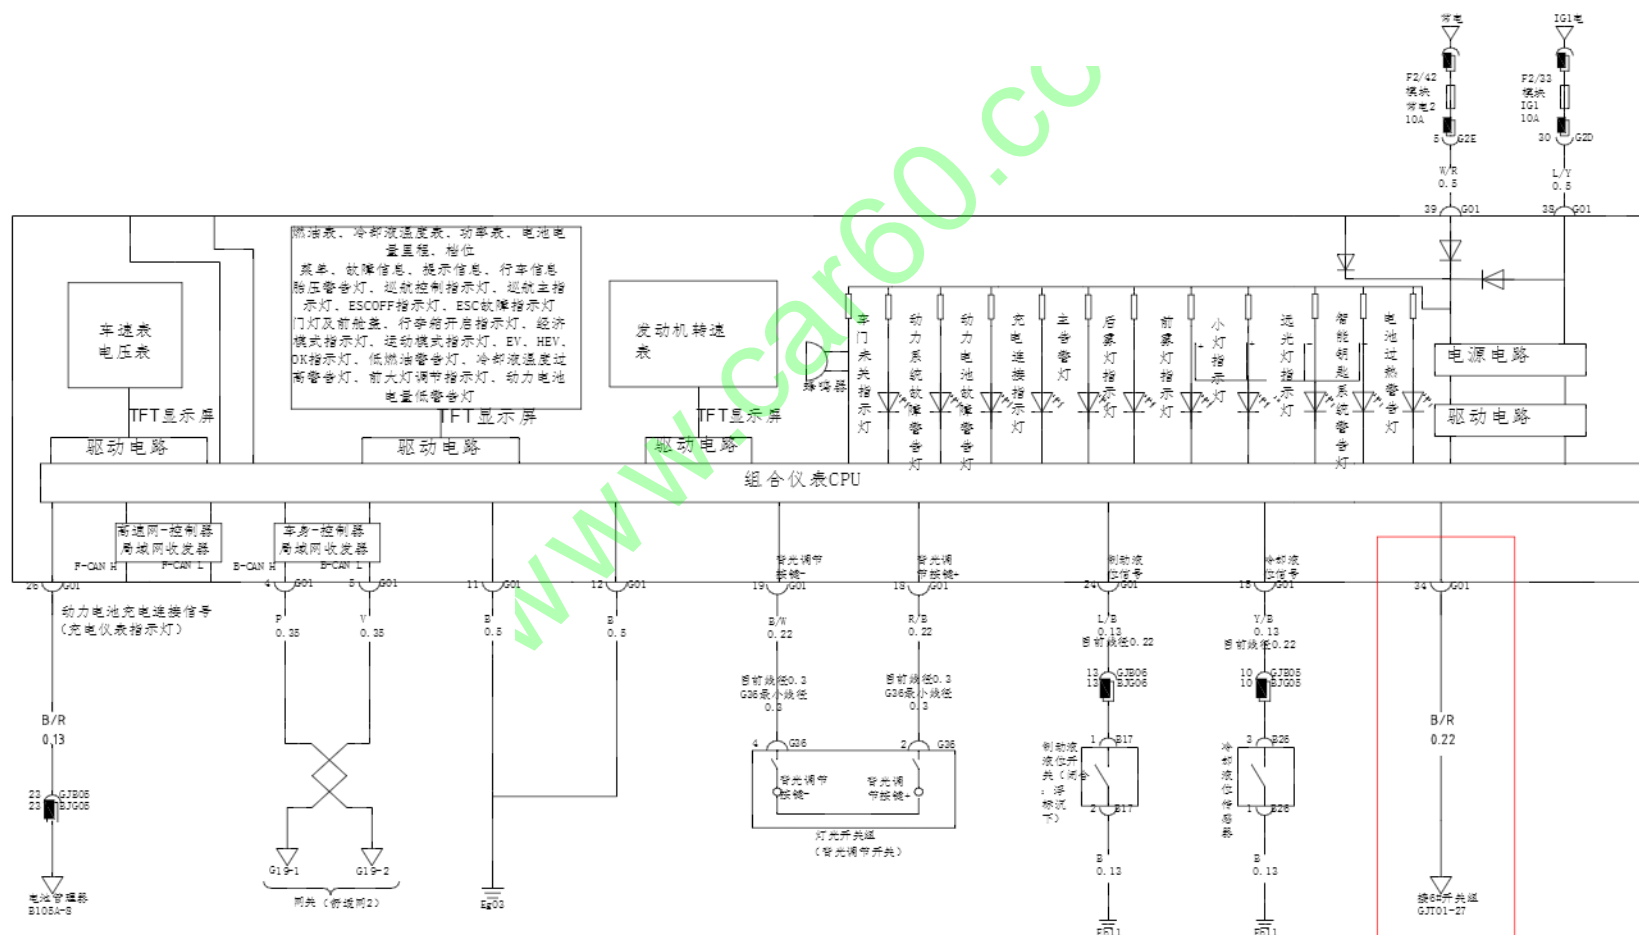 常电
IG1电
F2/42
模块
常电2
10A
F2/33
模块
IG1
10A
5 G2E
30 G2D
W/R
0.5
L/Y
0.5
39 G01
38 G01
燃油表、冷却液温度表、功率表、电池电
量里程、档位
菜单、故障信息、提示信息、行车信息
胎压警告灯、巡航控制指示灯、巡航主指
示灯、ESCOFF指示灯、ESC故障指示灯
门灯及前舱盖、行李箱开启指示灯、经济
模式指示灯、运动模式指示灯、EV、HEV、
OK指示灯、低燃油警告灯、冷却液温度过
高警告灯、前大灯调节指示灯、动力电池
电量低警告灯
车速表
电压表
发动机转速
表
蜂鸣器
车门未关指示灯
动力系统故障警告灯
动力电池故障警告灯
充电连接指示灯
主告警灯
后雾灯指示灯
前雾灯指示灯
小灯指示灯
远光灯指示灯
智能钥匙系统警告灯
电池过热警告灯
电源电路
驱动电路
TFT显示屏
TFT显示屏
TFT显示屏
驱动电路
驱动电路
驱动电路
组合仪表CPU
高速网-控制器
局域网收发器
车身-控制器
局域网收发器
F-CAN H
F-CAN L
B-CAN H
B-CAN L
背光调节
按键-
背光调
节按键+
制动液
位信号
冷却液
位信号
26 G01
4 G01
5 G01
11 G01
12 G01
19 G01
18 G01
24 G01
15 G01
34 G01
动力电池充电连接信号
（充电仪表指示灯）
P
0.35
V
0.35
B
0.5
B
0.5
B/W
0.22
R/B
0.22
L/B
0.13
目前线径0.22
Y/B
0.13
目前线径0.22
目前线径0.3
G36最小线径
0.3
目前线径0.3
G36最小线径
0.3
13 GJB06
13 BJG06
10 GJB05
10 BJG05
B/R
0.13
B/R
0.22
4 G36
2 G36
1 B17
3 B26
制动液
液位开
关（闭合
：浮
标沉
下）
冷却液位传感器
背光调节
按键-
背光调
节按键+
23 GJB05
23 BJG05
2 B17
1 B26
灯光开关组
（背光调节开关）
B
0.13
B
0.13
G19-1
G19-2
网关（舒适网2）
电池管理器
B105A-8
Eg03
接6#开关组
GJT01-27
Eb11
Eb11
www.car60.co